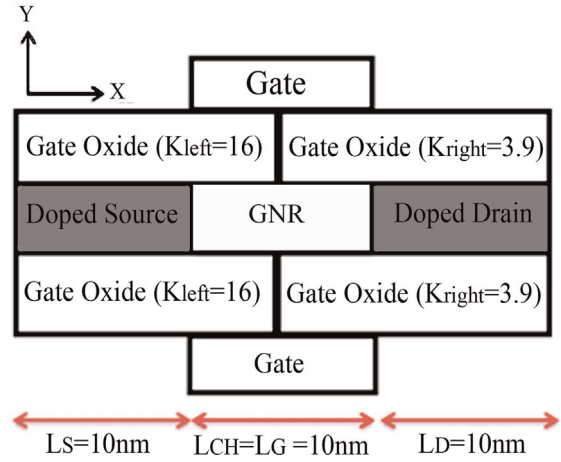 Y
X
Gate
Gate Oxide (Kleft=16) Gate Oxide (Kright=3.9)
Doped Source GNR Doped Drain
Gate Oxide (Kleft=16) Gate Oxide (Kright=3.9)
Gate
LS=10nm LCH=LG =10nm LD=10nm